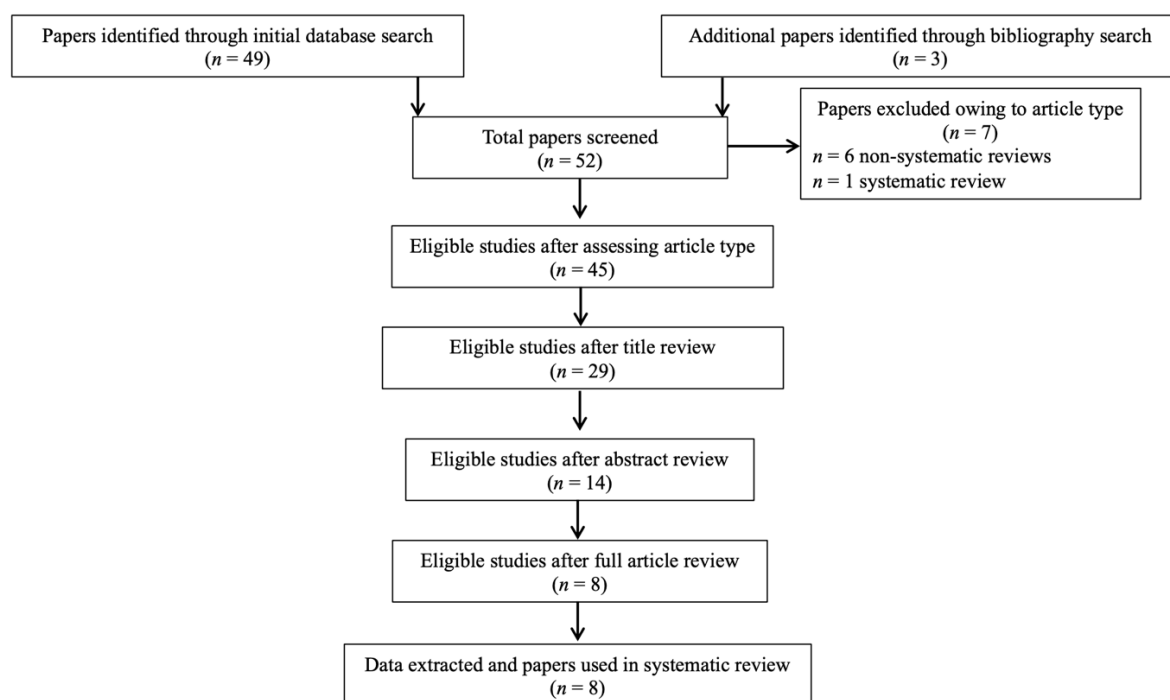 Papers identified through initial database search
(n = 49)
Additional papers identified through bibliography search
(n = 3)
Total papers screened
(n = 52)
Papers excluded owing to article type
(n = 7)
n = 6 non-systematic reviews
n = 1 systematic review
Eligible studies after assessing article type
(n = 45)
Eligible studies after title review
(n = 29)
Eligible studies after abstract review
(n = 14)
Eligible studies after full article review
(n = 8)
Data extracted and papers used in systematic review
(n = 8)